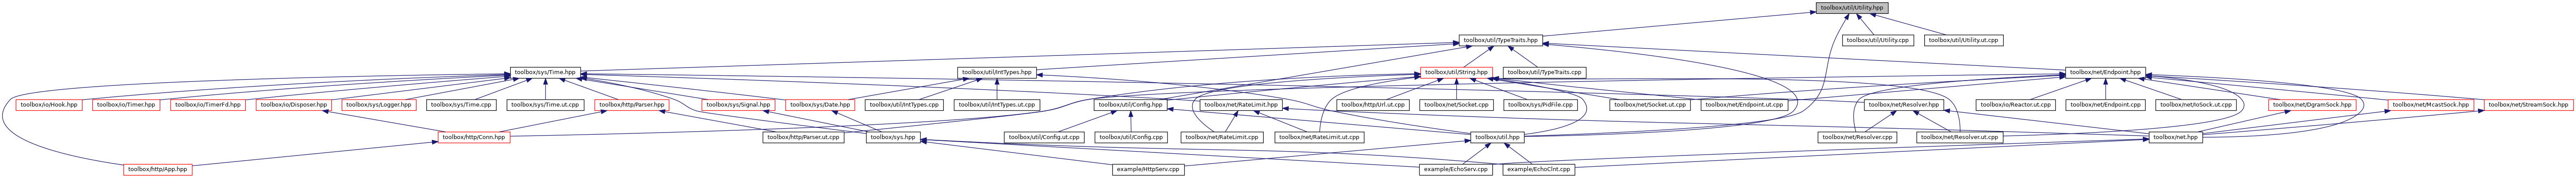 toolbox/util/Utility.hpp
toolbox/util/TypeTraits.hpp
toolbox/util/Utility.cpp
toolbox/util/Utility.ut.cpp
toolbox/sys/Time.hpp
toolbox/util/IntTypes.hpp
toolbox/util/String.hpp
toolbox/util/TypeTraits.cpp
toolbox/net/Endpoint.hpp
toolbox/io/Hook.hpp
toolbox/io/Timer.hpp
toolbox/io/TimerFd.hpp
toolbox/io/Disposer.hpp
toolbox/sys/Logger.hpp
toolbox/sys/Time.cpp
toolbox/sys/Time.ut.cpp
toolbox/http/Parser.hpp
toolbox/sys/Signal.hpp
toolbox/sys/Date.hpp
toolbox/util/IntTypes.cpp
toolbox/util/IntTypes.ut.cpp
toolbox/util/Config.hpp
toolbox/net/RateLimit.hpp
toolbox/http/Url.ut.cpp
toolbox/net/Socket.cpp
toolbox/sys/PidFile.cpp
toolbox/net/Socket.ut.cpp
toolbox/net/Endpoint.ut.cpp
toolbox/net/Resolver.hpp
toolbox/io/Reactor.ut.cpp
toolbox/net/Endpoint.cpp
toolbox/net/IoSock.ut.cpp
toolbox/net/DgramSock.hpp
toolbox/net/McastSock.hpp
toolbox/net/StreamSock.hpp
toolbox/http/Conn.hpp
toolbox/http/Parser.ut.cpp
toolbox/sys.hpp
toolbox/util/Config.ut.cpp
toolbox/util/Config.cpp
toolbox/net/RateLimit.cpp
toolbox/net/RateLimit.ut.cpp
toolbox/util.hpp
toolbox/net/Resolver.cpp
toolbox/net/Resolver.ut.cpp
toolbox/net.hpp
toolbox/http/App.hpp
example/HttpServ.cpp
example/EchoServ.cpp
example/EchoClnt.cpp